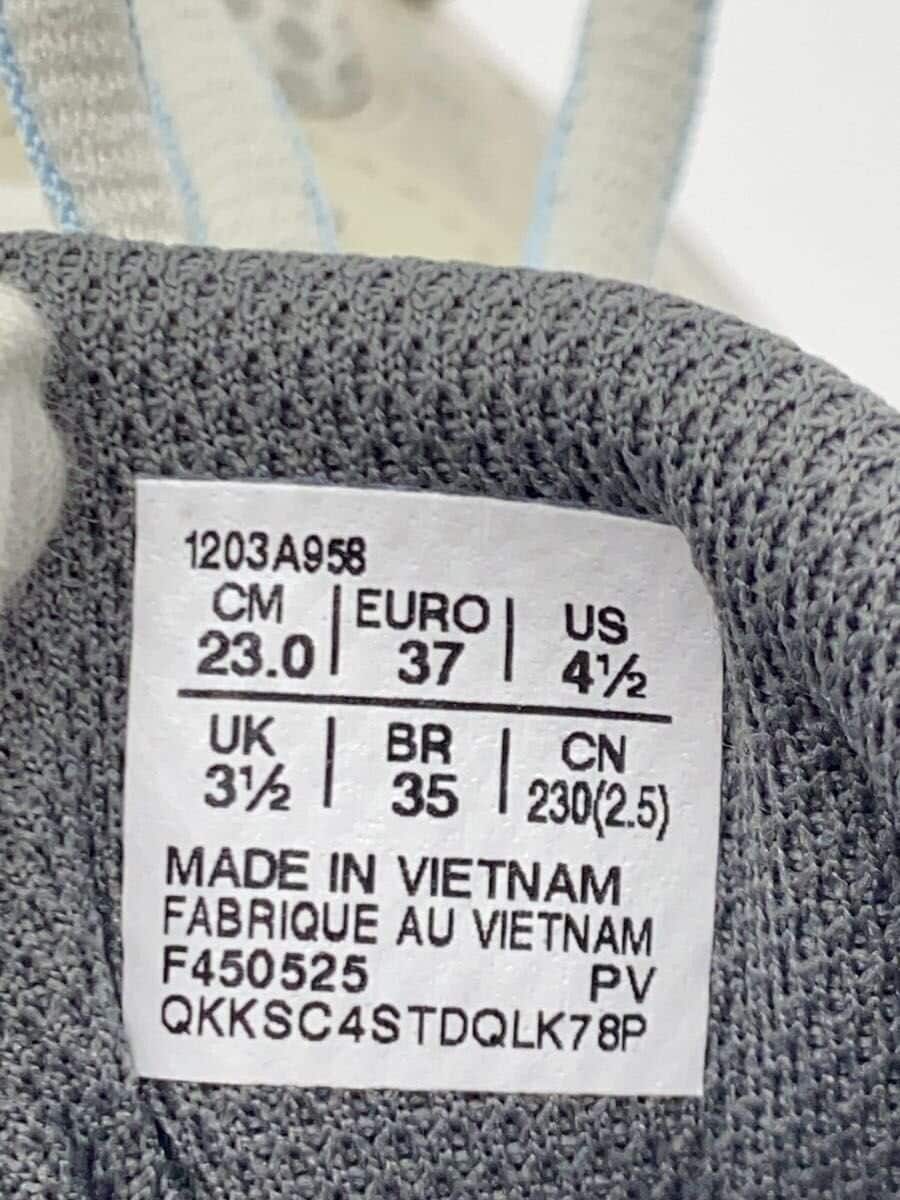 1203A958
CM | EURO | US
23.0 | 37 | 4½
UK | BR | CN
3½ | 35 | 230(2.5)
MADE IN VIETNAM
FABRIQUE AU VIETNAM
F450525 PV
QKKSC4STDQLK78P